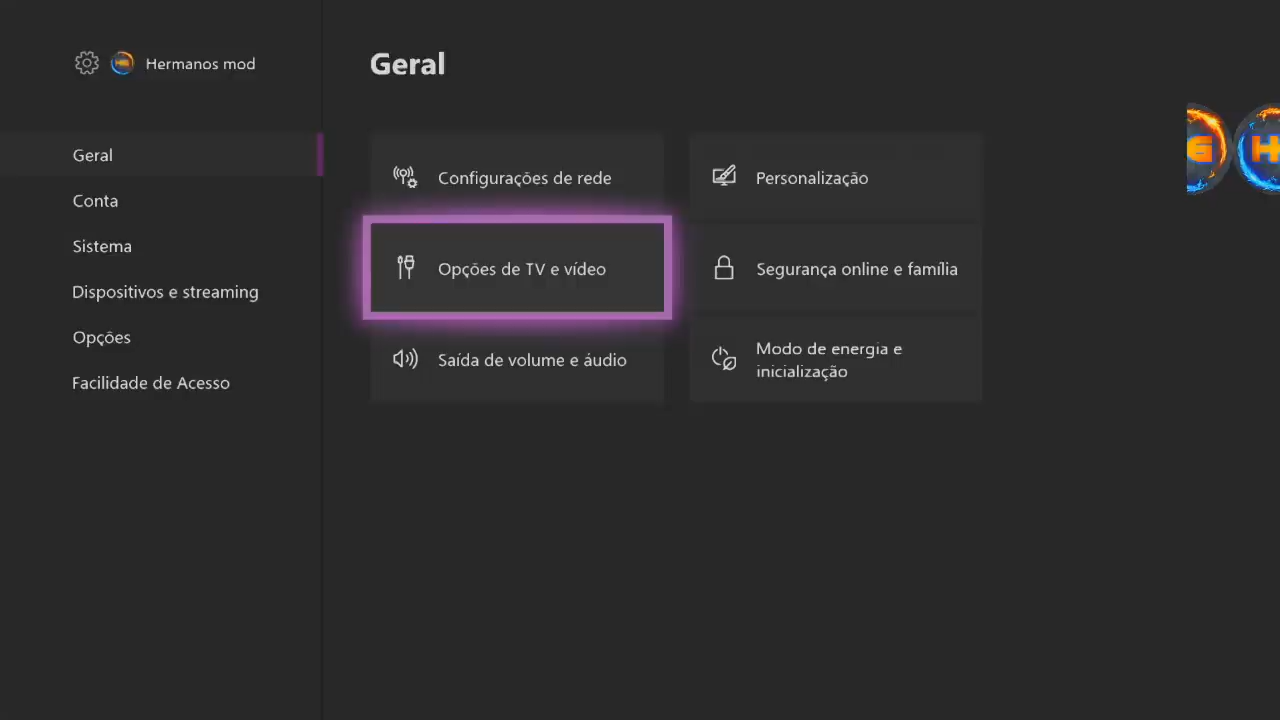 Hermanos mod
Geral
Conta
Sistema
Dispositivos e streaming
Opções
Facilidade de Acesso
Geral
Configurações de rede
Personalização
Opções de TV e vídeo
Segurança online e família
Saída de volume e áudio
Modo de energia e
inicialização
G H